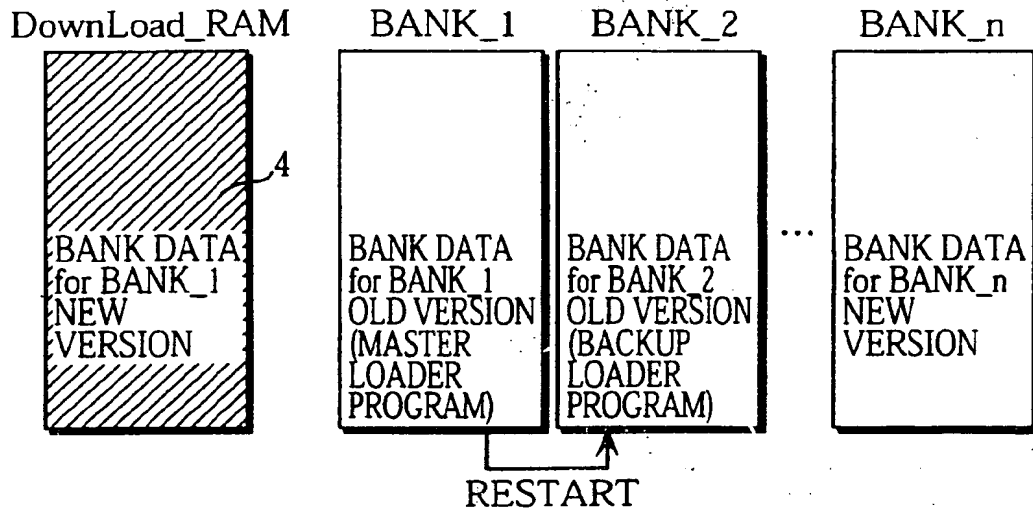 DownLoad_RAM
BANK_1
BANK_2
BANK_n
4
BANK DATA
for BANK_1
NEW
VERSION
BANK DATA
for BANK_1
OLD VERSION
(MASTER
LOADER
PROGRAM)
BANK DATA
for BANK_2
OLD VERSION
(BACKUP
LOADER
PROGRAM)
...
BANK DATA
for BANK_n
NEW
VERSION
RESTART